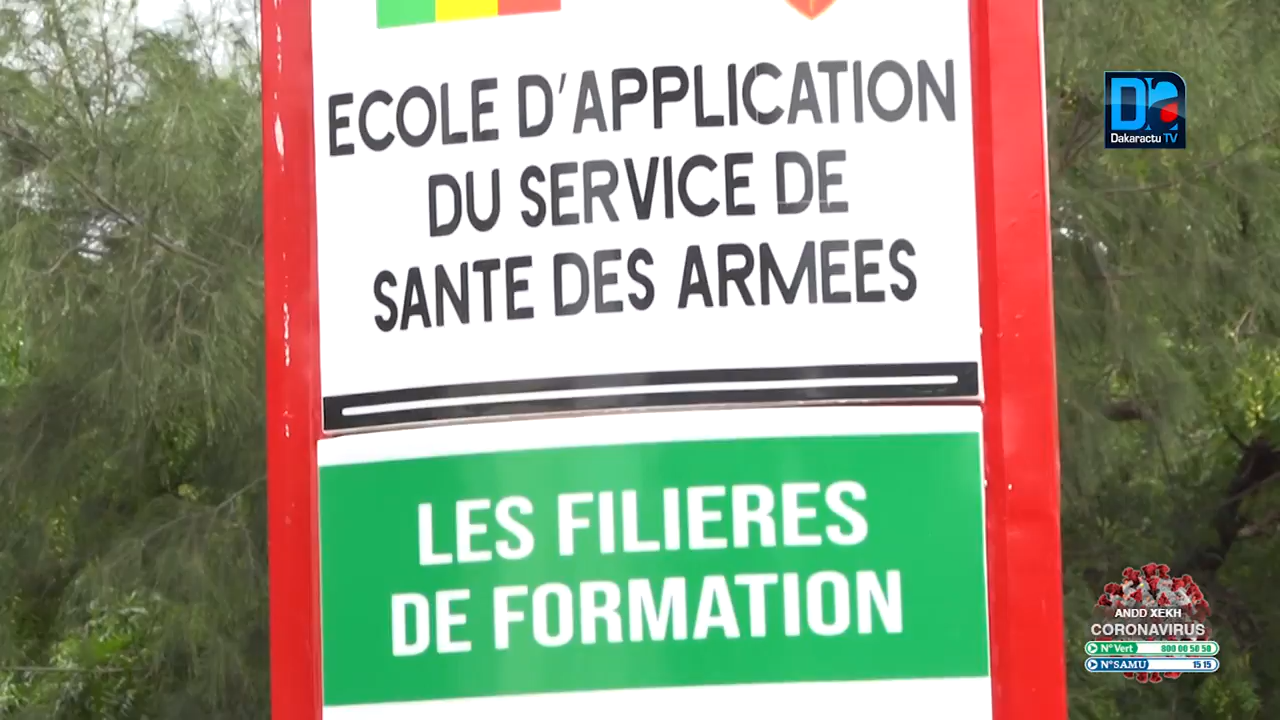 ECOLE D'APPLICATION
DU SERVICE DE
SANTE DES ARMEES
LES FILIERES
DE FORMATION
Dakaractu TV
ANDD XEKH
CORONAVIRUS
N° Vert 800 00 50 50
N°SAMU 15 15